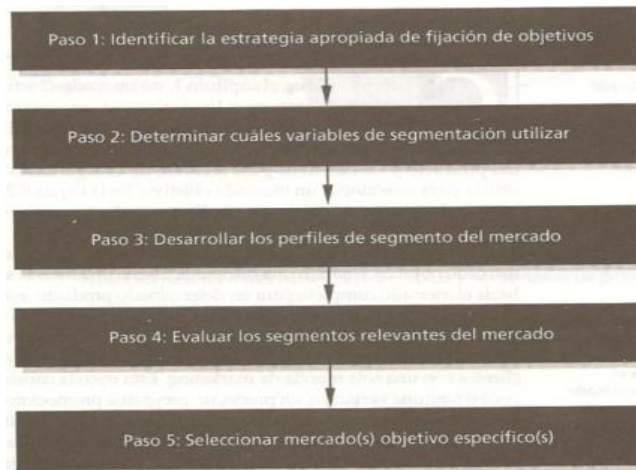 Paso 1: Identificar la estrategia apropiada de fijación de objetivos
Paso 2: Determinar cuáles variables de segmentación utilizar
Paso 3: Desarrollar los perfiles de segmento del mercado
Paso 4: Evaluar los segmentos relevantes del mercado
Paso 5: Seleccionar mercado(s) objetivo especifico(s)